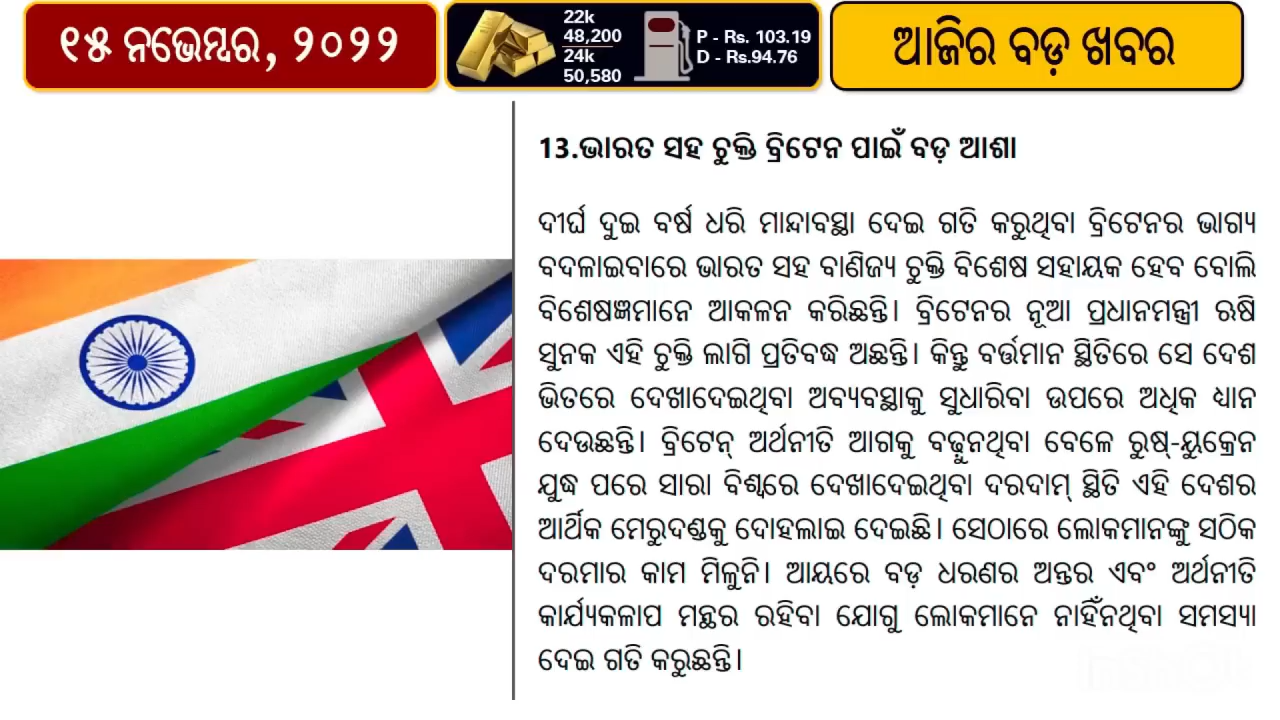 ୧୫ ନଭେମ୍ବର, ୨୦୨୨
22k
48,200
24k
50,580
P - Rs. 103.19
D - Rs.94.76
ଆଜିର ବଡ଼ ଖବର
13.ଭାରତ ସହ ଚୁକ୍ତି ବ୍ରିଟେନ ପାଇଁ ବଡ଼ ଆଶା
ଦୀର୍ଘ ଦୁଇ ବର୍ଷ ଧରି ମାନ୍ଦାବସ୍ଥା ଦେଇ ଗତି କରୁଥିବା ବ୍ରିଟେନର ଭାଗ୍ୟ
ବଦଳାଇବାରେ ଭାରତ ସହ ବାଣିଜ୍ୟ ଚୁକ୍ତି ବିଶେଷ ସହାୟକ ହେବ ବୋଲି
ବିଶେଷଜ୍ଞମାନେ ଆକଳନ କରିଛନ୍ତି। ବ୍ରିଟେନର ନୂଆ ପ୍ରଧାନମନ୍ତ୍ରୀ ଋଷି
ସୁନକ ଏହି ଚୁକ୍ତି ଲାଗି ପ୍ରତିବଦ୍ଧ ଅଛନ୍ତି। କିନ୍ତୁ ବର୍ତ୍ତମାନ ସ୍ଥିତିରେ ସେ ଦେଶ
ଭିତରେ ଦେଖାଦେଇଥିବା ଅବ୍ୟବସ୍ଥାକୁ ସୁଧାରିବା ଉପରେ ଅଧିକ ଧ୍ୟାନ
ଦେଉଛନ୍ତି। ବ୍ରିଟେନ୍ ଅର୍ଥନୀତି ଆଗକୁ ବଢ଼ୁନଥିବା ବେଳେ ରୁଷ୍-ୟୁକ୍ରେନ
ଯୁଦ୍ଧ ପରେ ସାରା ବିଶ୍ୱରେ ଦେଖାଦେଇଥିବା ଦରଦାମ୍ ସ୍ଥିତି ଏହି ଦେଶର
ଆର୍ଥିକ ମେରୁଦଣ୍ଡକୁ ଦୋହଲାଇ ଦେଇଛି। ସେଠାରେ ଲୋକମାନଙ୍କୁ ସଠିକ
ଦରମାର କାମ ମିଳୁନି। ଆୟରେ ବଡ଼ ଧରଣର ଅନ୍ତର ଏବଂ ଅର୍ଥନୀତି
କାର୍ଯ୍ୟକଳାପ ମନ୍ଥର ରହିବା ଯୋଗୁ ଲୋକମାନେ ନାହିଁନଥିବା ସମସ୍ୟା
ଦେଇ ଗତି କରୁଛନ୍ତି।